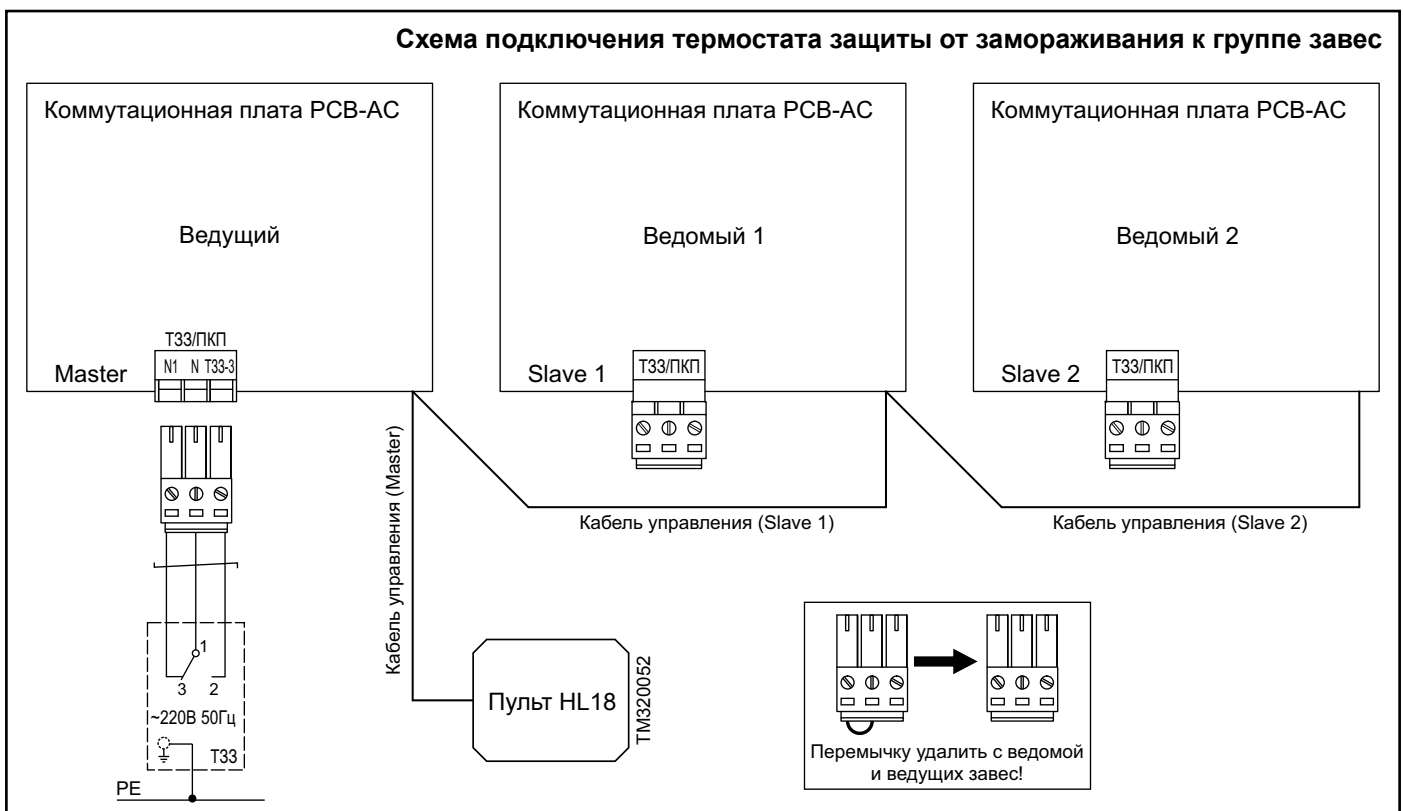 Схема подключения термостата защиты от замораживания к группе завес
Коммутационная плата PCB-AC
Ведущий
ТЗЗ/ПКП
N1 N ТЗЗ-3
Master
Коммутационная плата PCB-AC
Ведомый 1
Slave 1
ТЗЗ/ПКП
Коммутационная плата PCB-AC
Ведомый 2
Slave 2
ТЗЗ/ПКП
Кабель управления (Master)
Кабель управления (Slave 1)
Кабель управления (Slave 2)
1
3 2
~220В 50Гц
ТЗЗ
PE
Пульт HL18
TM320052
Перемычку удалить с ведомой
и ведущих завес!